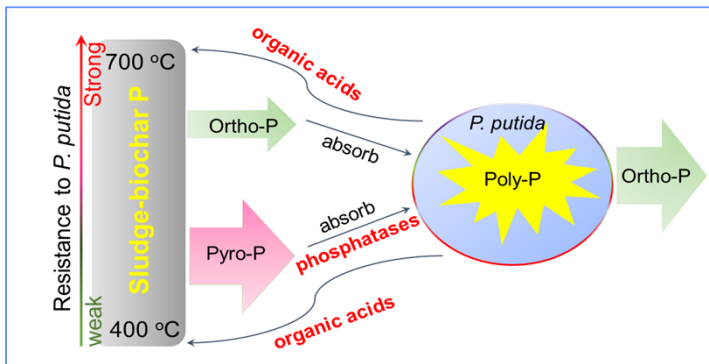 Resistance to P. putida
Strong
weak
700 °C
Sludge-biochar P
400 °C
organic acids
Ortho-P
absorb
Pyro-P
absorb
phosphatases
organic acids
P. putida
Poly-P
Ortho-P